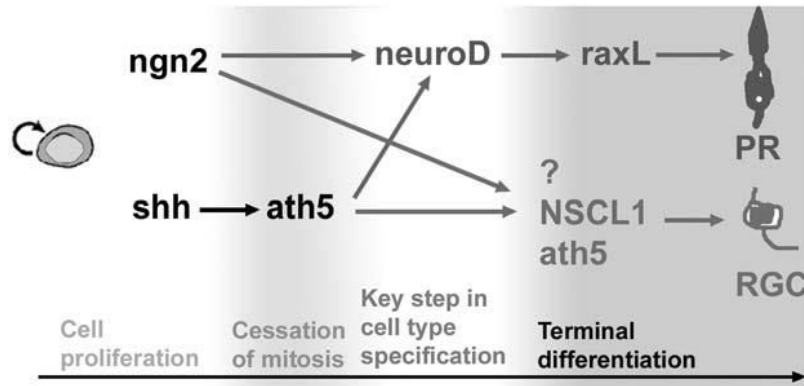 ngn2
neuroD
raxL
PR
shh
ath5
?
NSCL1
ath5
RGC
Cell
proliferation
Cessation
of mitosis
Key step in
cell type
specification
Terminal
differentiation